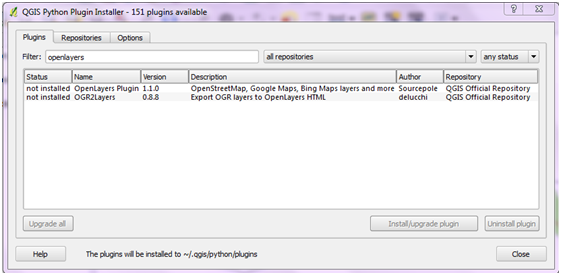 QGIS Python Plugin Installer - 151 plugins available
Plugins Repositories Options
Filter: openlayers all repositories any status
Status Name Version Description Author Repository
not installed OpenLayers Plugin 1.1.0 OpenStreetMap, Google Maps, Bing Maps layers and more Sourcepole QGIS Official Repository
not installed OGR2Layers 0.8.8 Export OGR layers to OpenLayers HTML delucchi QGIS Official Repository
Upgrade all Install/upgrade plugin Uninstall plugin
Help The plugins will be installed to ~/.qgis/python/plugins Close